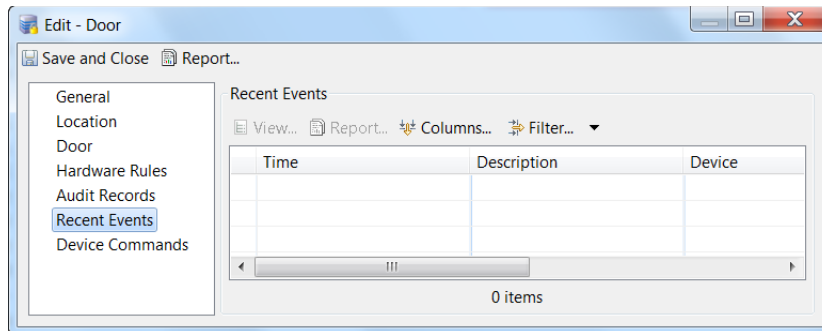 Edit - Door
Save and Close Report...
General
Location
Door
Hardware Rules
Audit Records
Recent Events
Device Commands
Recent Events
View... Report... Columns... Filter...
Time Description Device
0 items